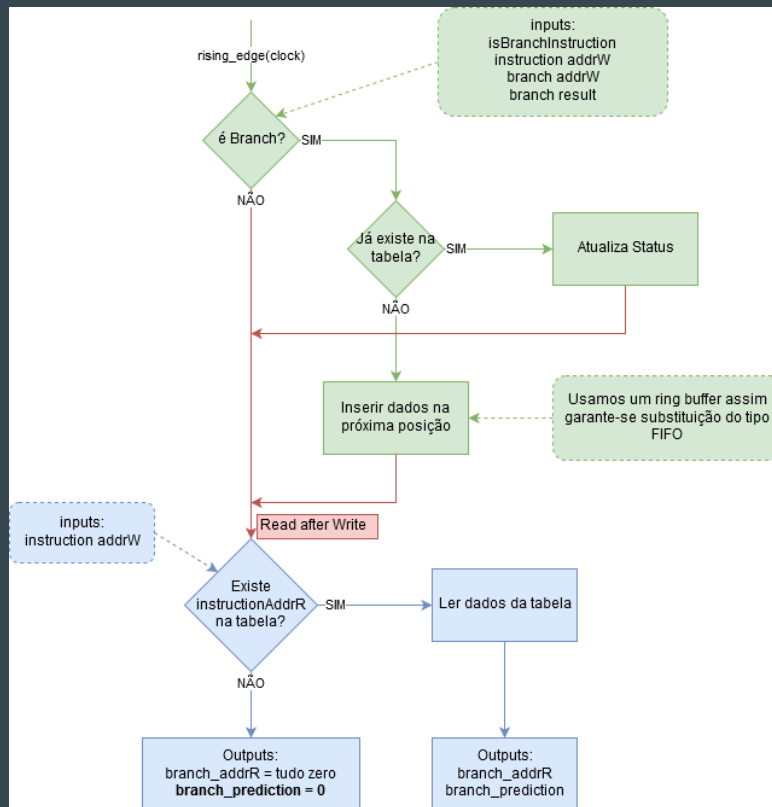 inputs:
isBranchInstruction
instruction addrW
branch addrW
branch result
rising_edge(clock)
é Branch?
SIM
NÃO
Já existe na
tabela?
SIM
Atualiza Status
NÃO
Inserir dados na
próxima posição
Usamos um ring buffer assim
garante-se substituição do tipo
FIFO
Read after Write
inputs:
instruction addrW
Existe
instructionAddrR
na tabela?
SIM
Ler dados da tabela
NÃO
Outputs:
branch_addrR = tudo zero
branch_prediction = 0
Outputs:
branch_addrR
branch_prediction